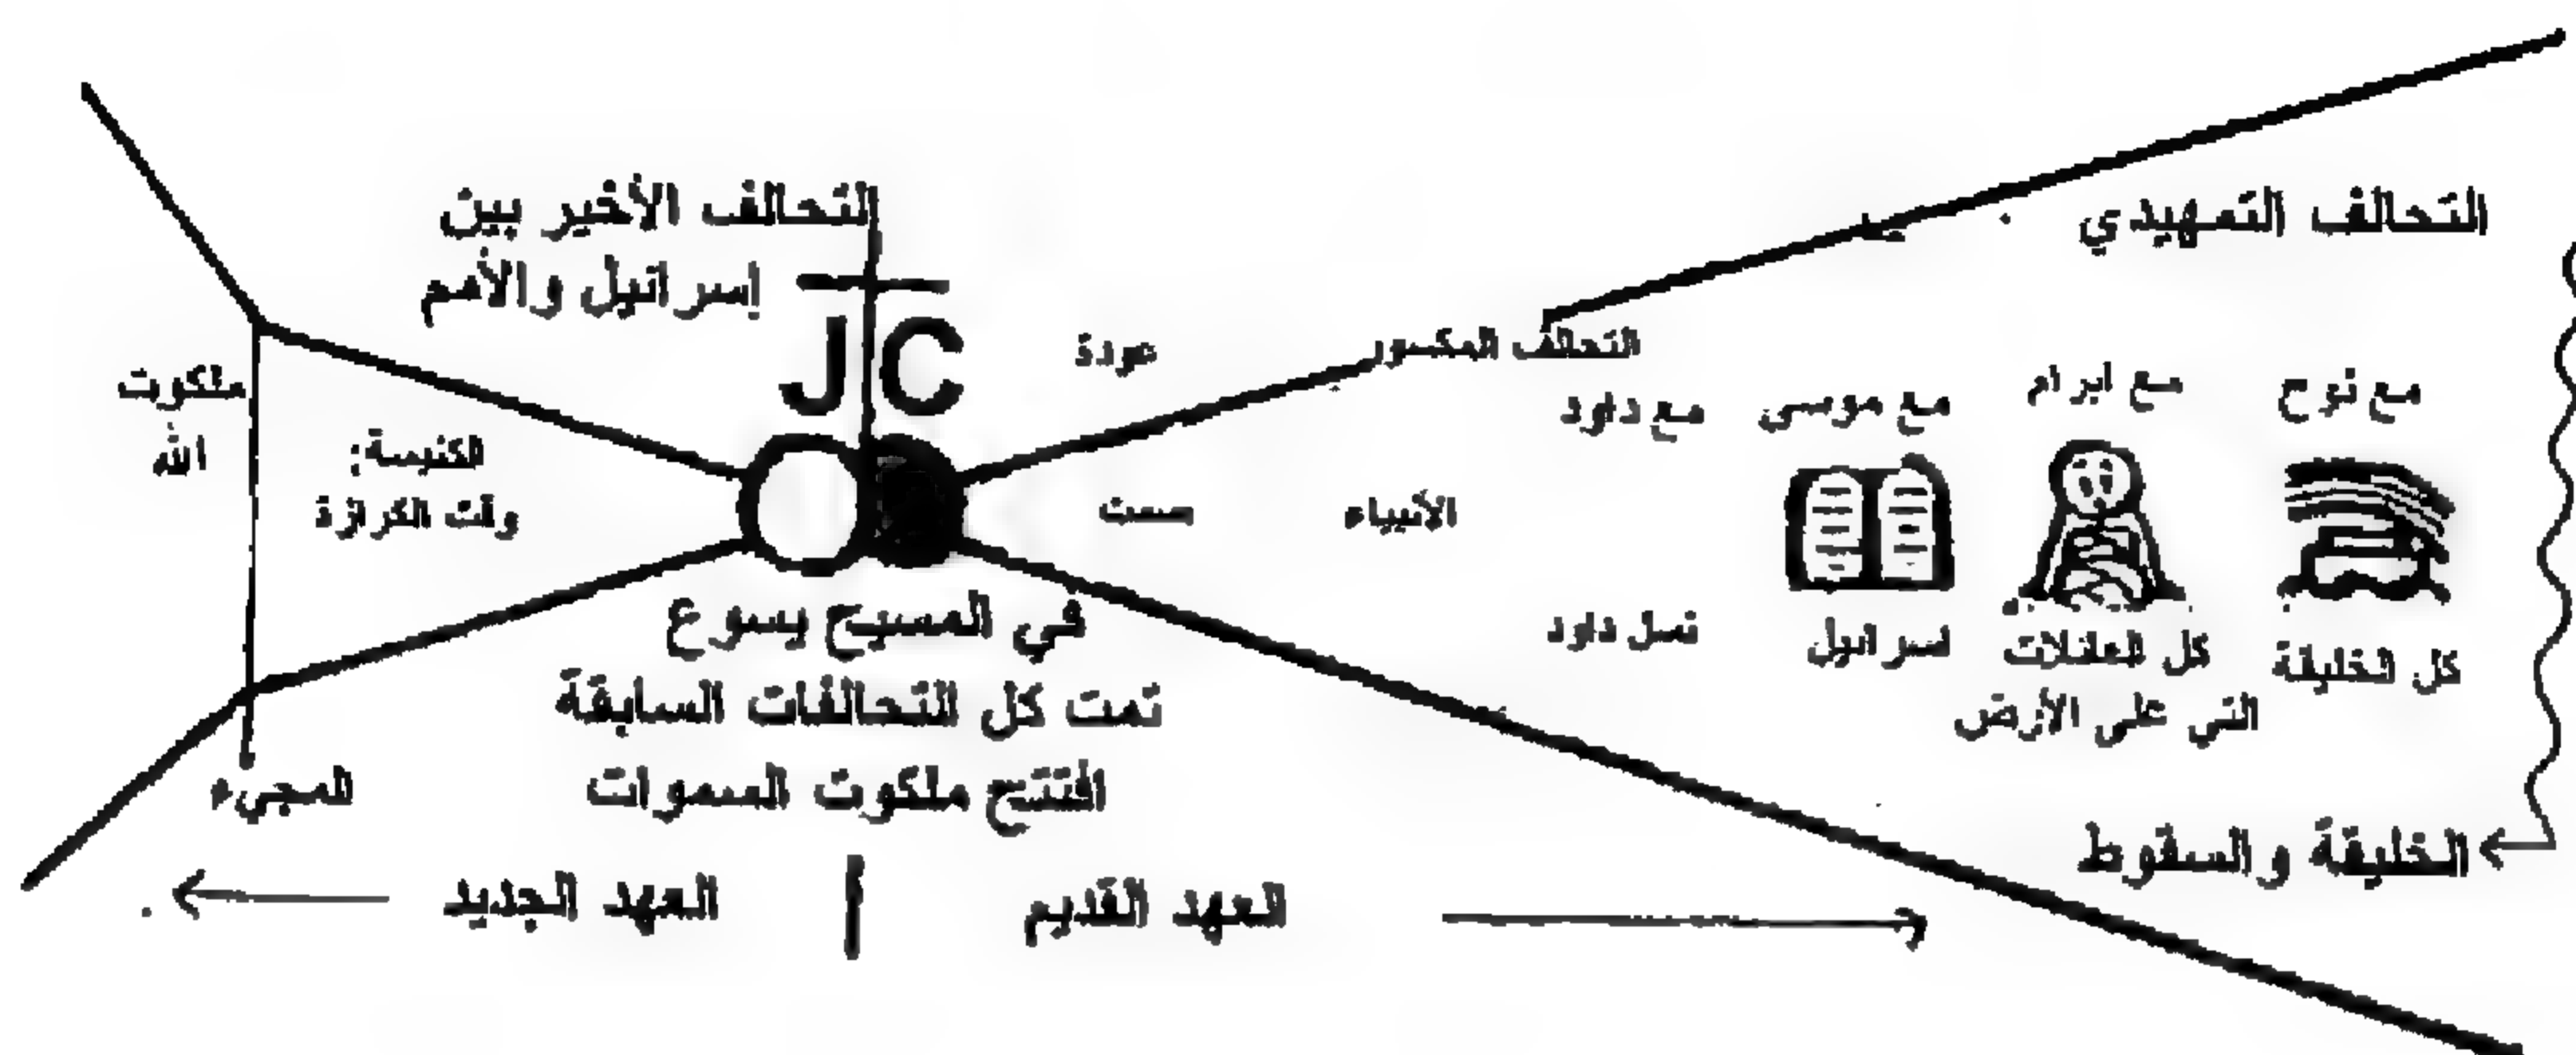 التحالف التمهيدي
مع نوح
كل الخليقة
مع ابرام
كل العائلات
التي على الأرض
مع موسى
اسرائيل
مع داود
نسل داود
الخليقة والسقوط
التحالف المكسور
الأنبياء
عودة
صمت
التحالف الأخير بين
إسرائيل والأمم
JC
في المسيح يسوع
تمت كل التحالفات السابقة
افتتح ملكوت السموات
الكنيسة:
وقت الكرازة
ملكوت
الله
المجيء
العهد القديم
العهد الجديد